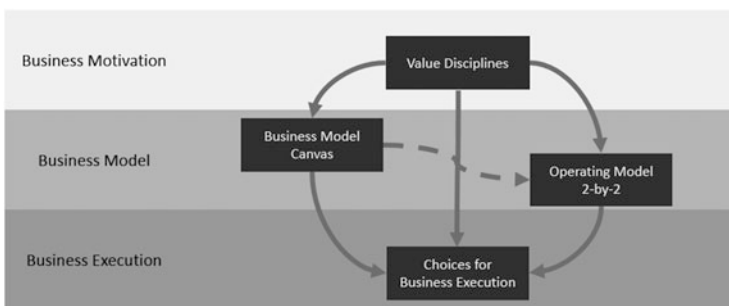 Business Motivation
Value Disciplines
Business Model
Business Model
Canvas
Operating Model
2-by-2
Business Execution
Choices for
Business Execution